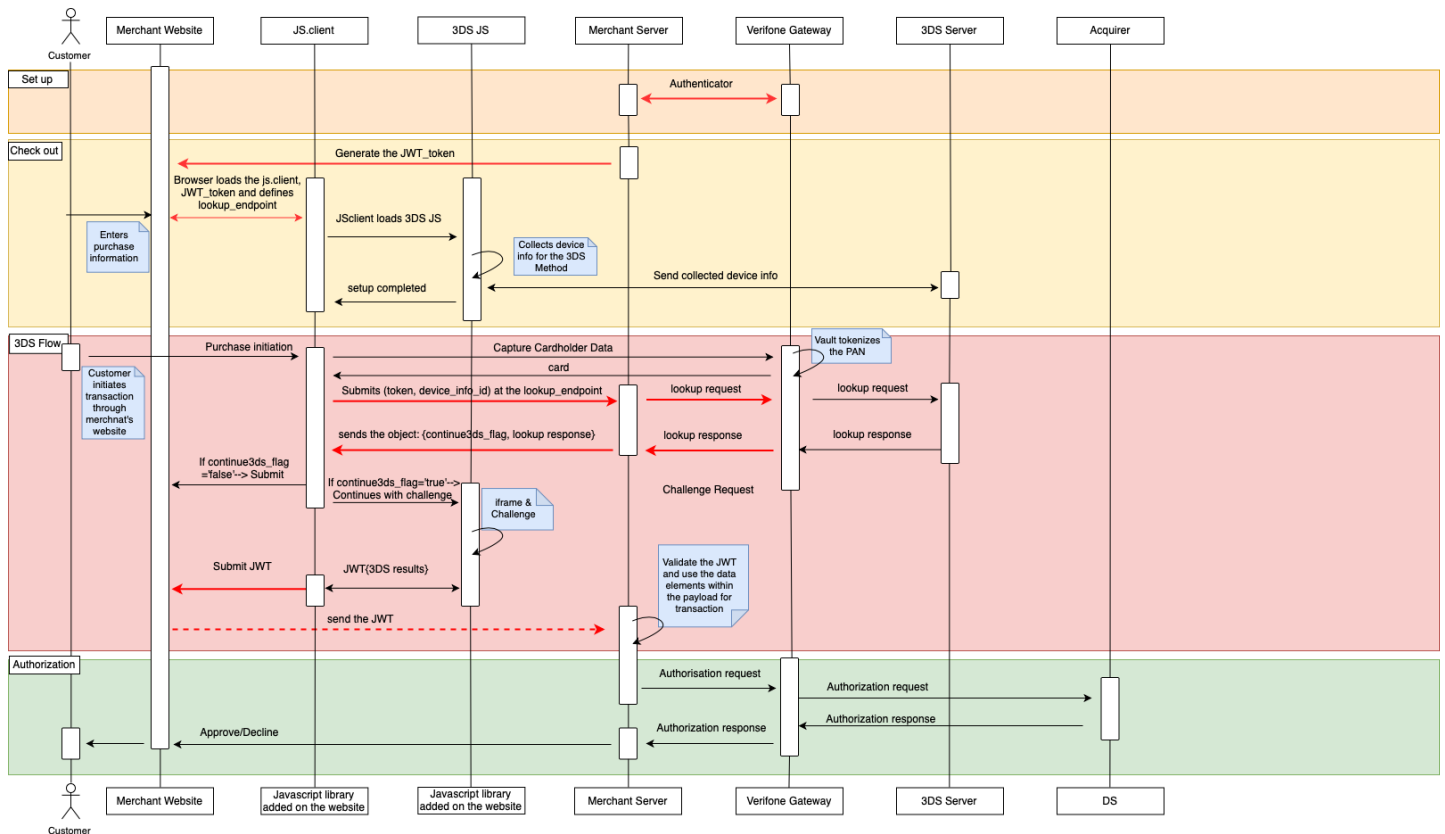 Customer
Merchant Website
JS.client
3DS JS
Merchant Server
Verifone Gateway
3DS Server
Acquirer
Set up
Authenticator
Check out
Generate the JWT_token
Browser loads the js.client,
JWT_token and defines
lookup_endpoint
Enters
purchase
information
JSclient loads 3DS JS
Collects device
info for the 3DS
Method
Send collected device info
setup completed
3DS Flow
Purchase initiation
Capture Cardholder Data
Vault tokenizes
the PAN
card
Customer
initiates
transaction
through
merchnat's
website
Submits (token, device_info_id) at the lookup_endpoint
lookup request
lookup request
sends the object: {continue3ds_flag, lookup response}
lookup response
lookup response
If continue3ds_flag
='false'--> Submit
If continue3ds_flag='true'-->
Continues with challenge
Challenge Request
iframe &
Challenge
Submit JWT
JWT{3DS results}
Validate the JWT
and use the data
elements within
the payload for
transaction
send the JWT
Authorization
Authorisation request
Authorization request
Authorization response
Authorization response
Approve/Decline
Customer
Merchant Website
Javascript library
added on the website
Javascript library
added on the website
Merchant Server
Verifone Gateway
3DS Server
DS